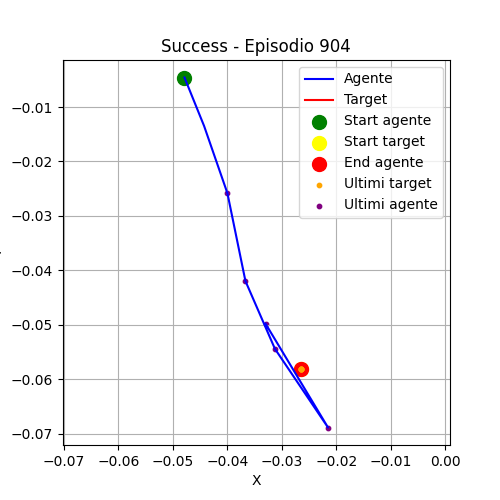 Success - Episodio 904
Agente
Target
Start agente
Start target
End agente
Ultimi target
Ultimi agente
−0.01
−0.02
−0.03
−0.04
−0.05
−0.06
−0.07
−0.07 −0.06 −0.05 −0.04 −0.03 −0.02 −0.01 0.00
X